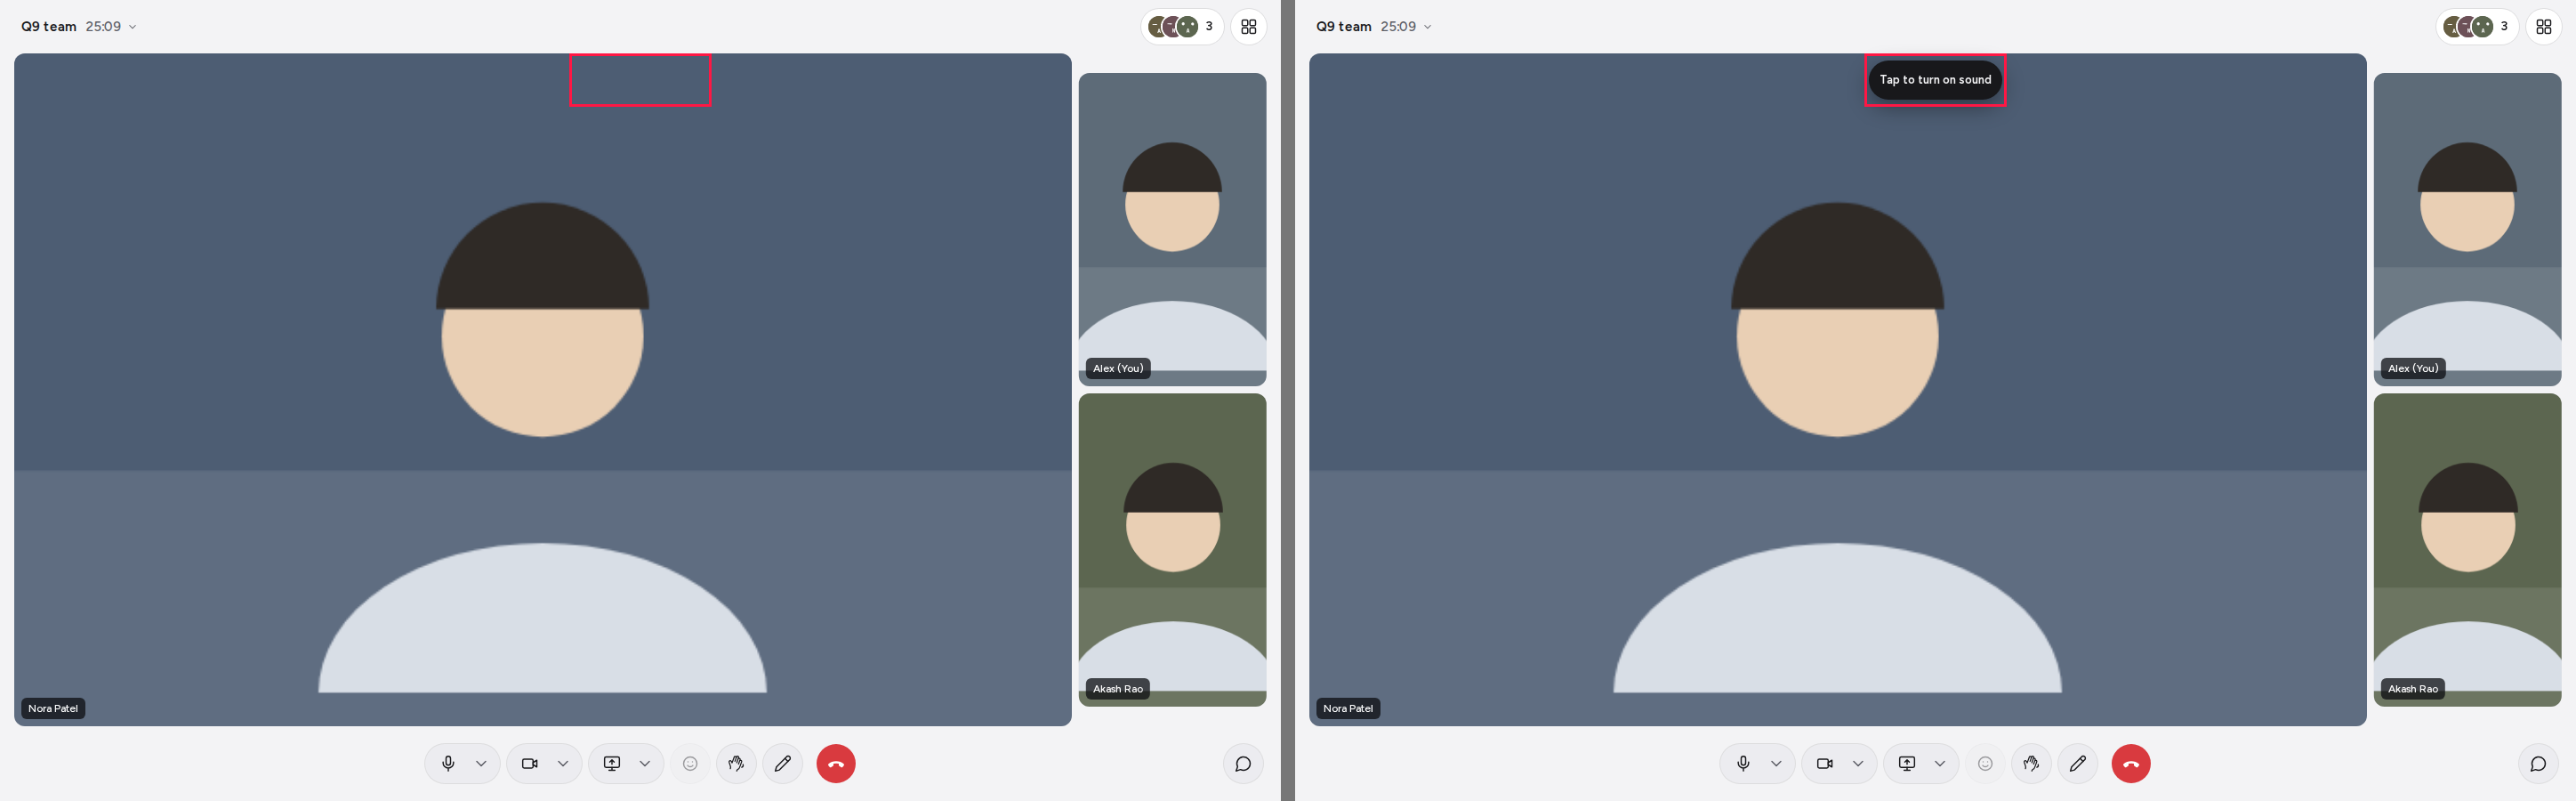 Q9 team 25:09
3
Alex (You)
Akash Rao
Nora Patel
Q9 team 25:09
3
Tap to turn on sound
Alex (You)
Akash Rao
Nora Patel